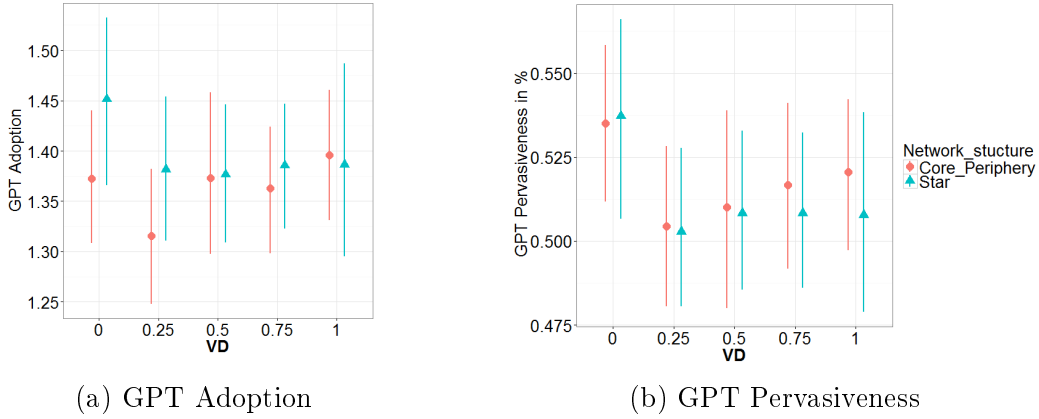 GPT Adoption
1.50
1.45
1.40
1.35
1.30
1.25
0 0.25 0.5 0.75 1
VD
(a) GPT Adoption
GPT Pervasiveness in %
0.550
0.525
0.500
0.475
0 0.25 0.5 0.75 1
VD
Network_stucture
Core_Periphery
Star
(b) GPT Pervasiveness